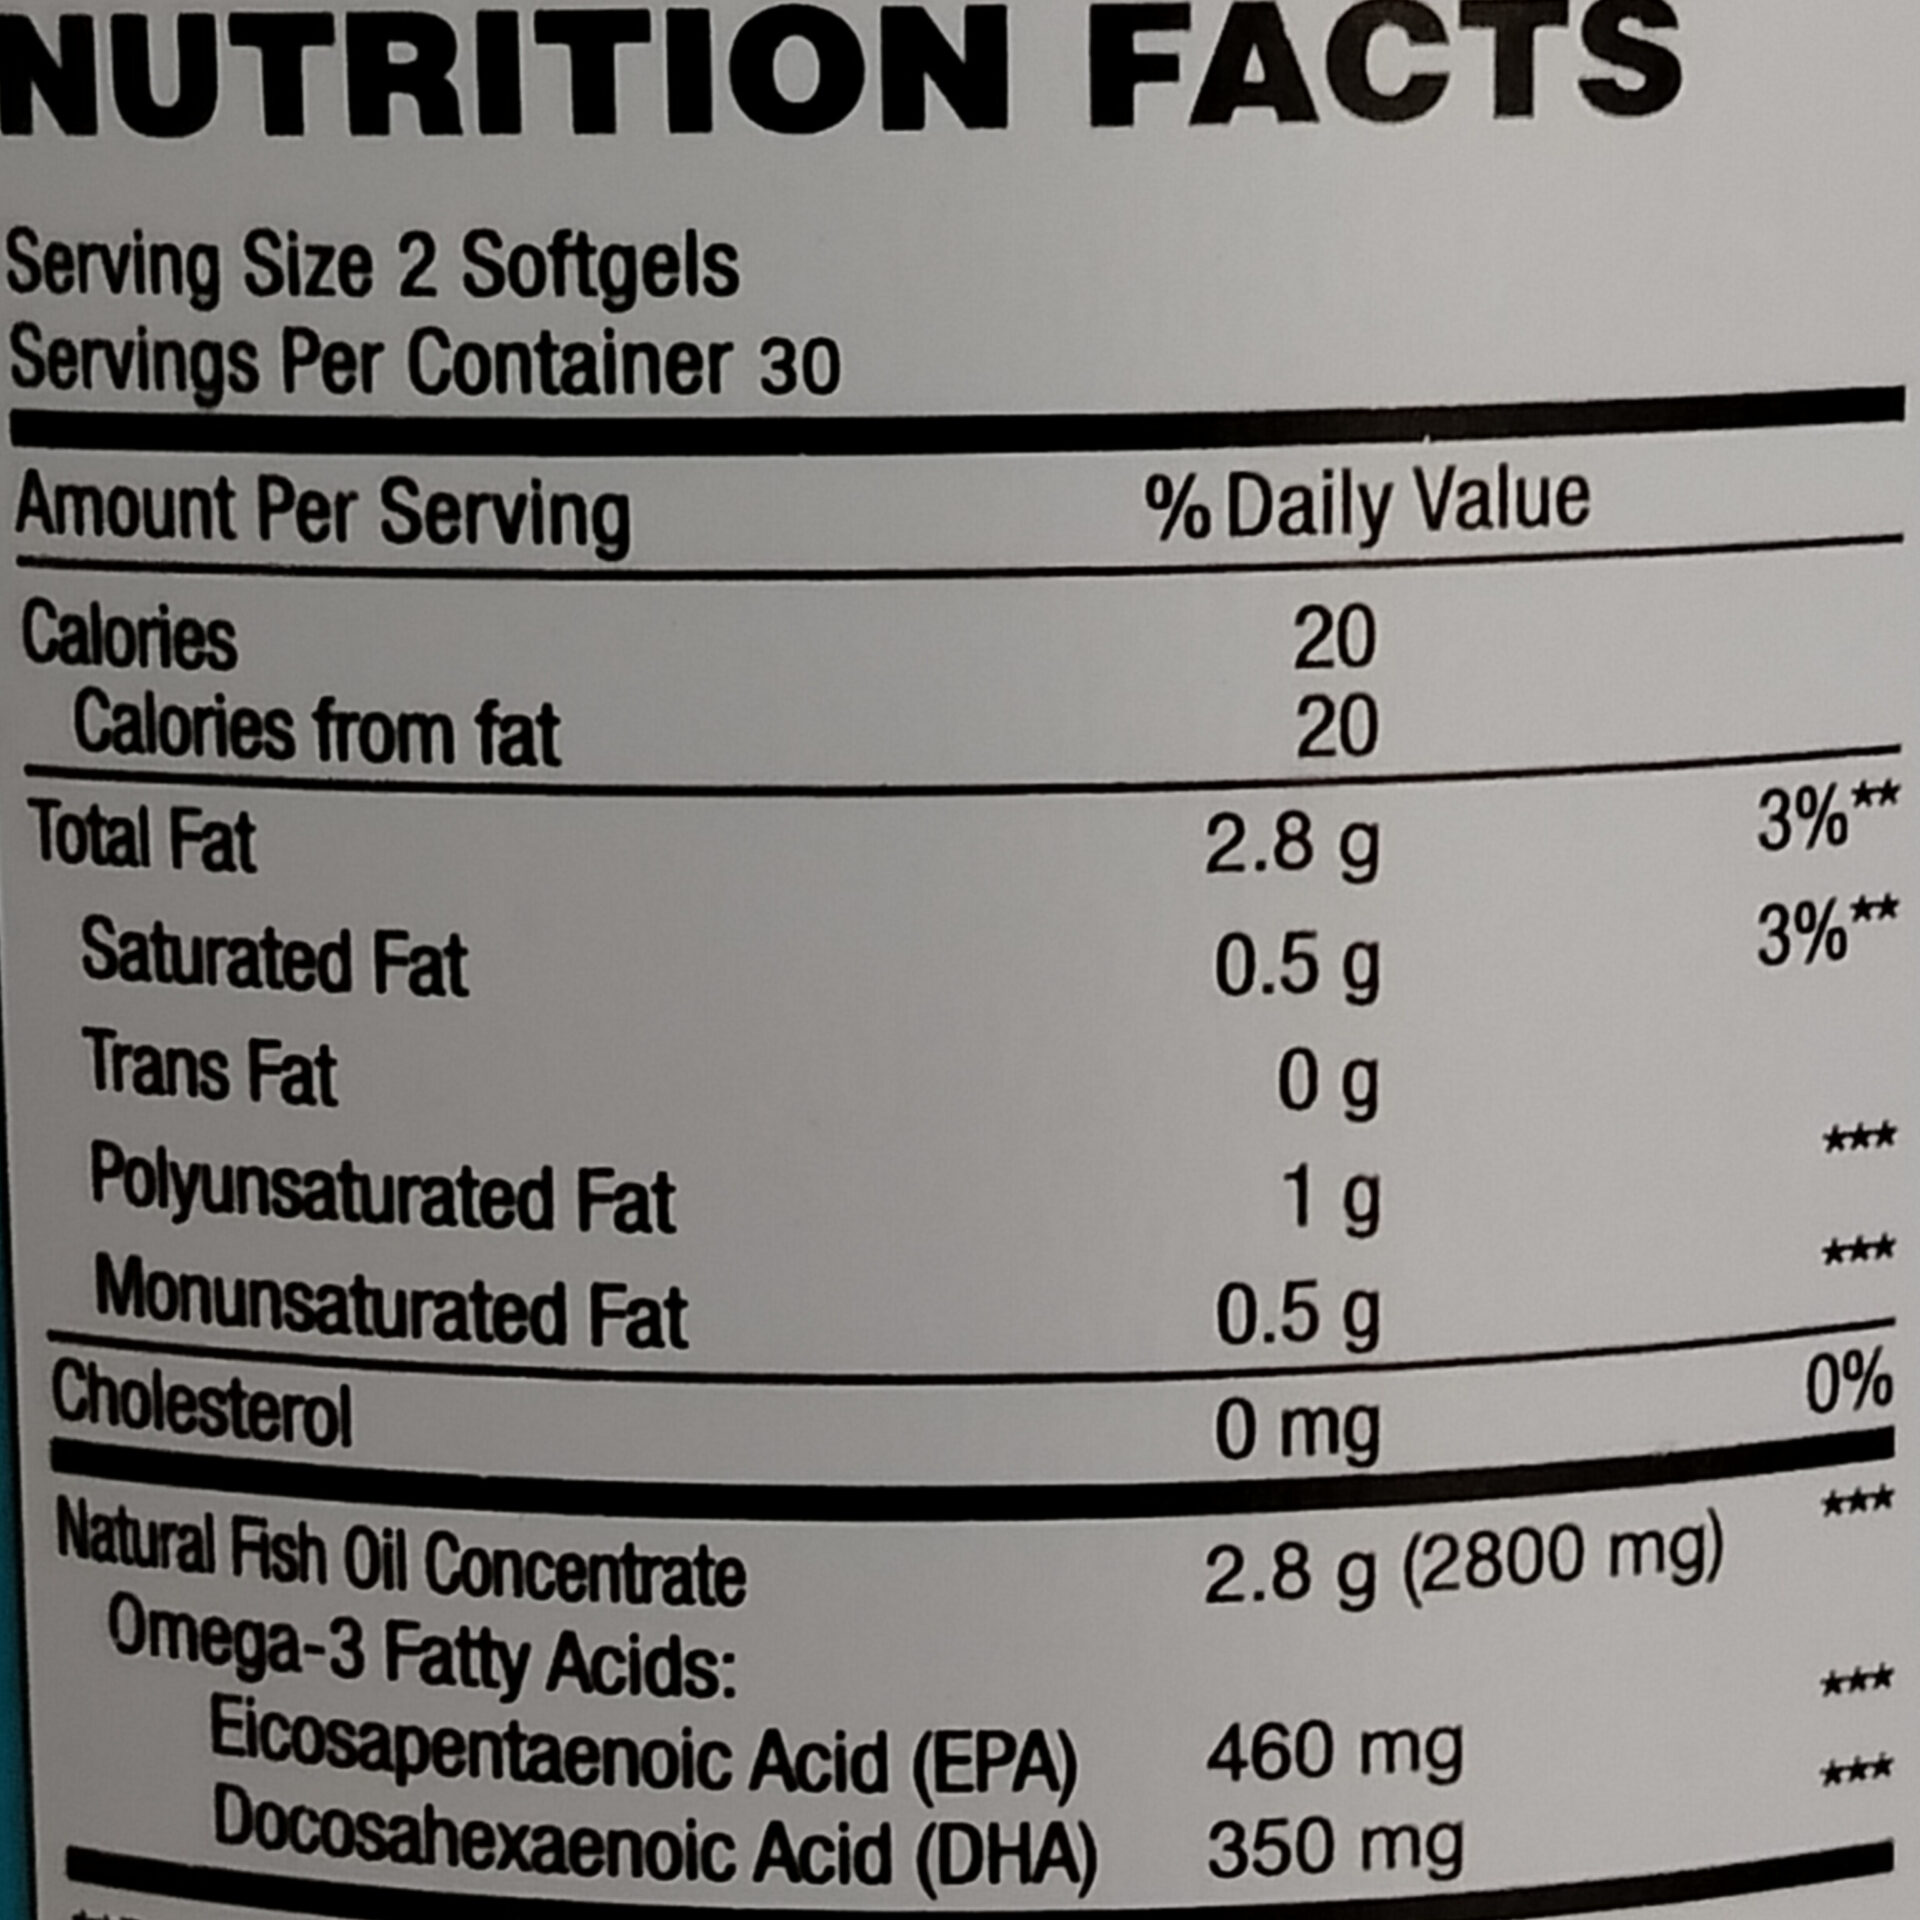 NUTRITION FACTS
Serving Size 2 Softgels
Servings Per Container 30
Amount Per Serving % Daily Value
Calories 20
Calories from fat 20
Total Fat 2.8 g 3%**
Saturated Fat 0.5 g 3%**
Trans Fat 0 g
Polyunsaturated Fat 1 g ***
Monunsaturated Fat 0.5 g ***
Cholesterol 0 mg 0%
Natural Fish Oil Concentrate 2.8 g (2800 mg) ***
Omega-3 Fatty Acids:
Eicosapentaenoic Acid (EPA) 460 mg ***
Docosahexaenoic Acid (DHA) 350 mg ***